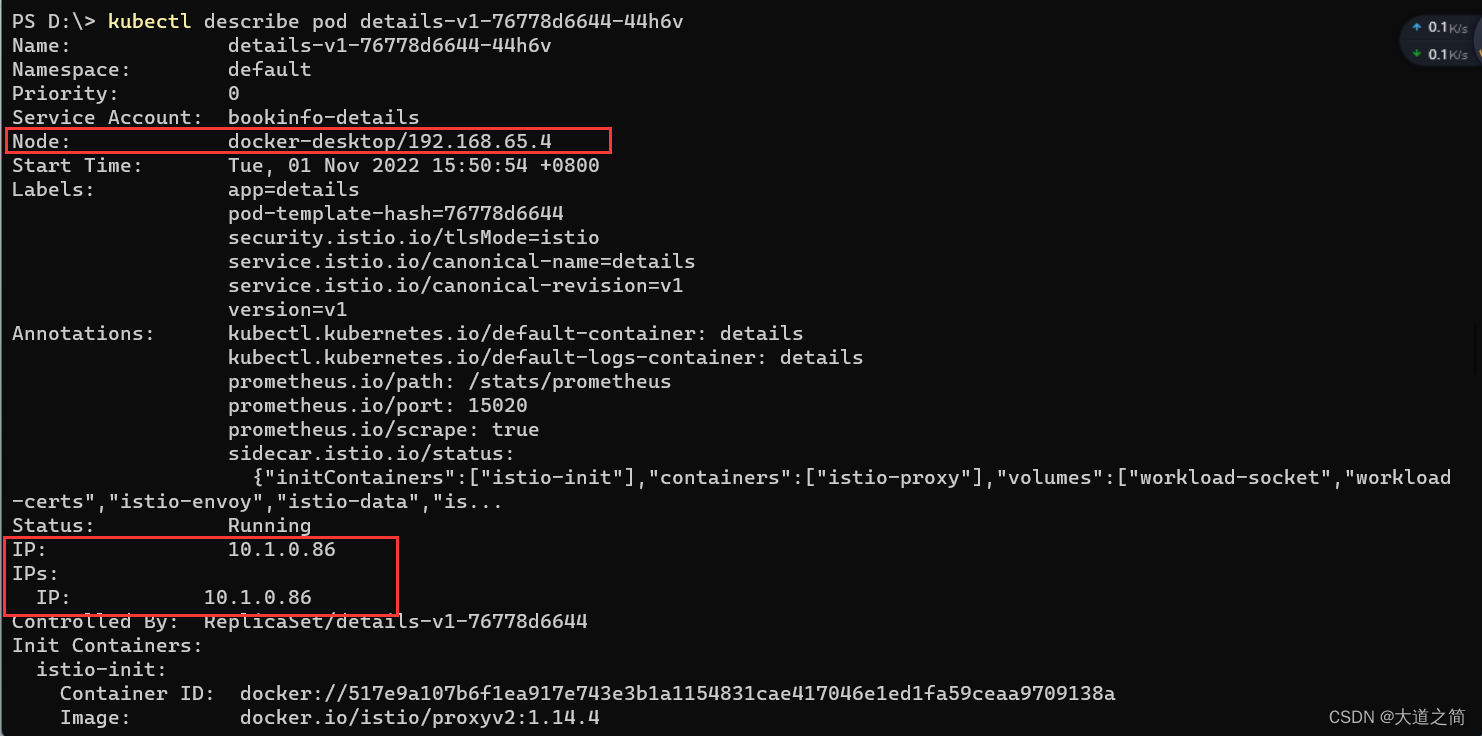 PS D:\> kubectl describe pod details-v1-76778d6644-44h6v
Name:             details-v1-76778d6644-44h6v
Namespace:        default
Priority:         0
Service Account:  bookinfo-details
Node:             docker-desktop/192.168.65.4
Start Time:       Tue, 01 Nov 2022 15:50:54 +0800
Labels:           app=details
                  pod-template-hash=76778d6644
                  security.istio.io/tlsMode=istio
                  service.istio.io/canonical-name=details
                  service.istio.io/canonical-revision=v1
                  version=v1
Annotations:      kubectl.kubernetes.io/default-container: details
                  kubectl.kubernetes.io/default-logs-container: details
                  prometheus.io/path: /stats/prometheus
                  prometheus.io/port: 15020
                  prometheus.io/scrape: true
                  sidecar.istio.io/status:
                    {"initContainers":["istio-init"],"containers":["istio-proxy"],"volumes":["workload-socket","workload
-certs","istio-envoy","istio-data","is...
Status:           Running
IP:               10.1.0.86
IPs:
  IP:           10.1.0.86
Controlled By:  ReplicaSet/details-v1-76778d6644
Init Containers:
  istio-init:
    Container ID:  docker://517e9a107b6f1ea917e743e3b1a1154831cae417046e1ed1fa59ceaa9709138a
    Image:         docker.io/istio/proxyv2:1.14.4
0.1K/s
0.1K/s
CSDN @大道之简